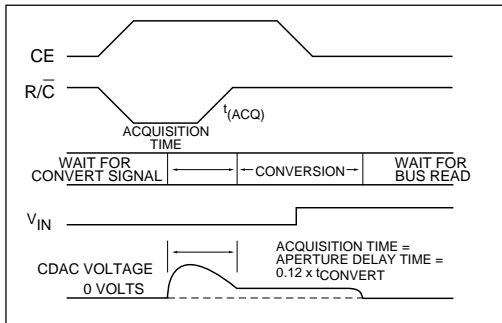 CE
R/C̅
t(ACQ)
ACQUISITION
TIME
WAIT FOR
CONVERT SIGNAL
CONVERSION
WAIT FOR
BUS READ
VIN
ACQUISITION TIME =
APERTURE DELAY TIME =
0.12 x tCONVERT
CDAC VOLTAGE
0 VOLTS